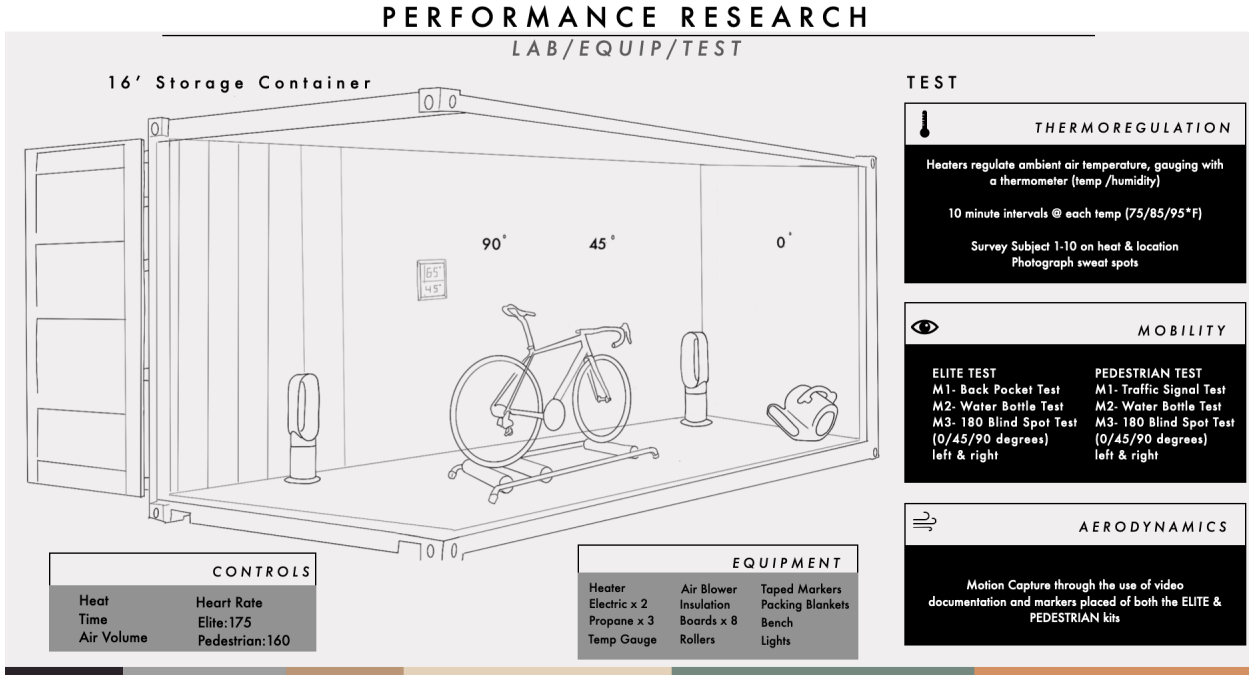 PERFORMANCE RESEARCH
LAB/EQUIP/TEST
16' Storage Container
90°
45°
0°
65°
45°
TEST
THERMOREGULATION
Heaters regulate ambient air temperature, gauging with
a thermometer (temp /humidity)
10 minute intervals @ each temp (75/85/95*F)
Survey Subject 1-10 on heat & location
Photograph sweat spots
MOBILITY
ELITE TEST
M1- Back Pocket Test
M2- Water Bottle Test
M3- 180 Blind Spot Test
(0/45/90 degrees)
left & right
PEDESTRIAN TEST
M1- Traffic Signal Test
M2- Water Bottle Test
M3- 180 Blind Spot Test
(0/45/90 degrees)
left & right
AERODYNAMICS
Motion Capture through the use of video
documentation and markers placed of both the ELITE &
PEDESTRIAN kits
CONTROLS
Heat
Time
Air Volume
Heart Rate
Elite:175
Pedestrian:160
EQUIPMENT
Heater
Electric x 2
Propane x 3
Temp Gauge
Air Blower
Insulation
Boards x 8
Rollers
Taped Markers
Packing Blankets
Bench
Lights